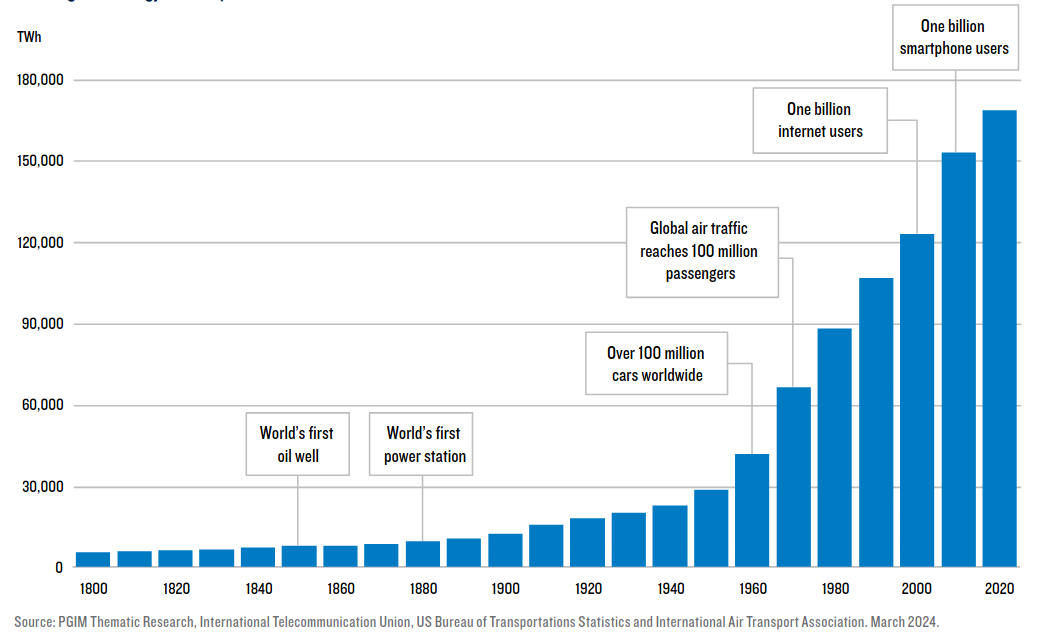 TWh
One billion
smartphone users
180,000
One billion
internet users
150,000
Global air traffic
reaches 100 million
passengers
120,000
90,000
Over 100 million
cars worldwide
60,000
World's first
oil well
World's first
power station
30,000
0
1800 1820 1840 1860 1880 1900 1920 1940 1960 1980 2000 2020
Source: PGIM Thematic Research, International Telecommunication Union, US Bureau of Transportations Statistics and International Air Transport Association. March 2024.